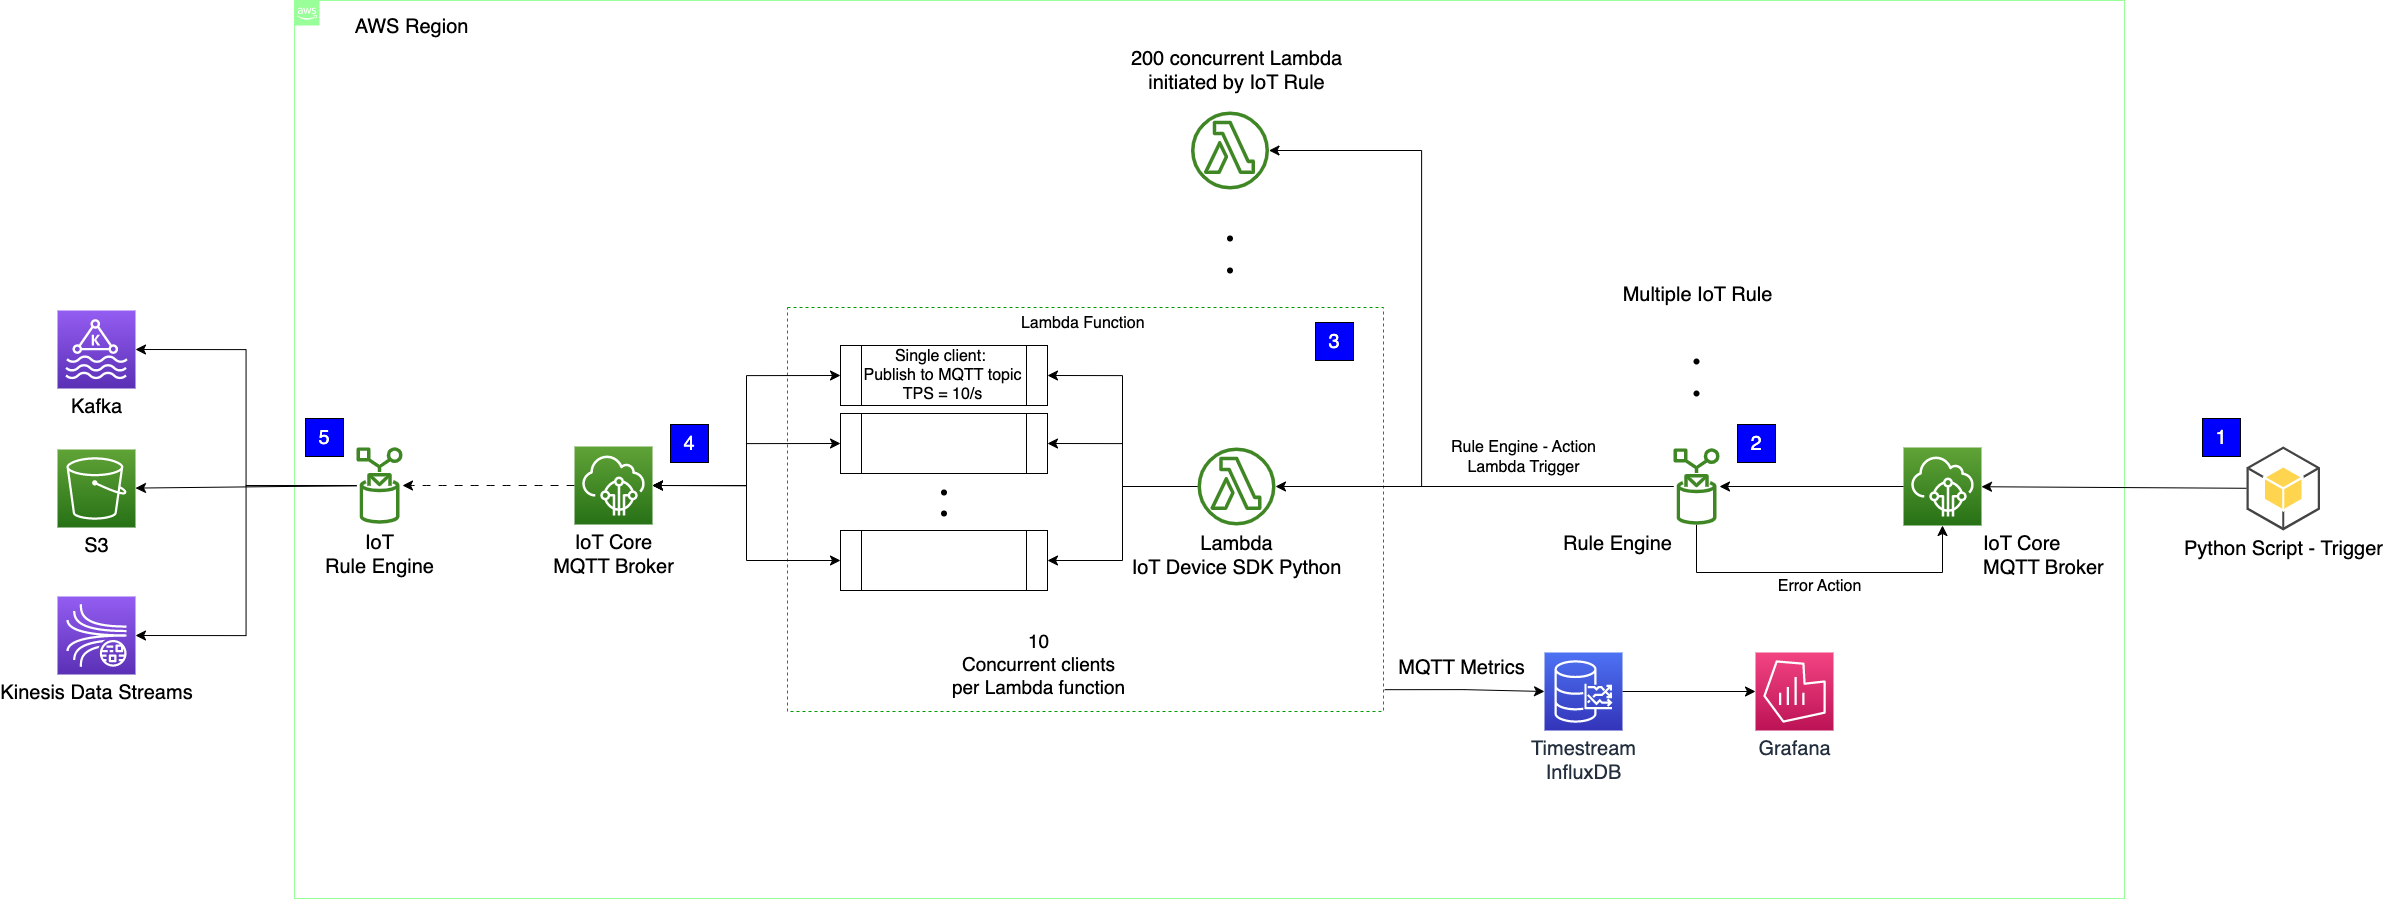 aws
AWS Region
200 concurrent Lambda
initiated by IoT Rule
Multiple IoT Rule
Lambda Function
3
Single client:
Publish to MQTT topic
TPS = 10/s
K
Kafka
5
4
Rule Engine - Action
Lambda Trigger
2
1
S3
IoT
Rule Engine
IoT Core
MQTT Broker
Lambda
IoT Device SDK Python
Rule Engine
IoT Core
MQTT Broker
Python Script - Trigger
Error Action
10
Concurrent clients
per Lambda function
MQTT Metrics
Kinesis Data Streams
Timestream
InfluxDB
Grafana